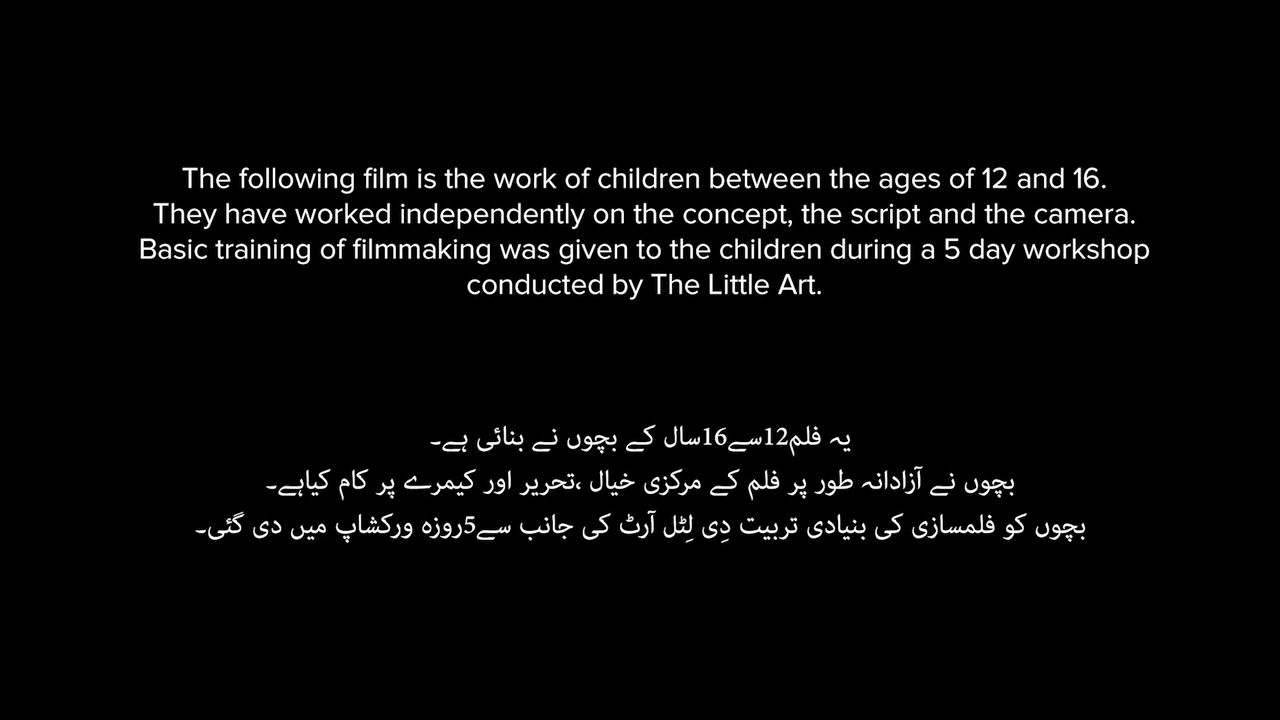 The following film is the work of children between the ages of 12 and 16.
They have worked independently on the concept, the script and the camera.
Basic training of filmmaking was given to the children during a 5 day workshop
conducted by The Little Art.
یہ فلم12سے16سال کے بچوں نے بنائی ہے۔
بچوں نے آزادانہ طور پر فلم کے مرکزی خیال ،تحریر اور کیمرے پر کام کیاہے۔
بچوں کو فلمسازی کی بنیادی تربیت دِی لِٹل آرٹ کی جانب سے5روزہ ورکشاپ میں دی گئی۔